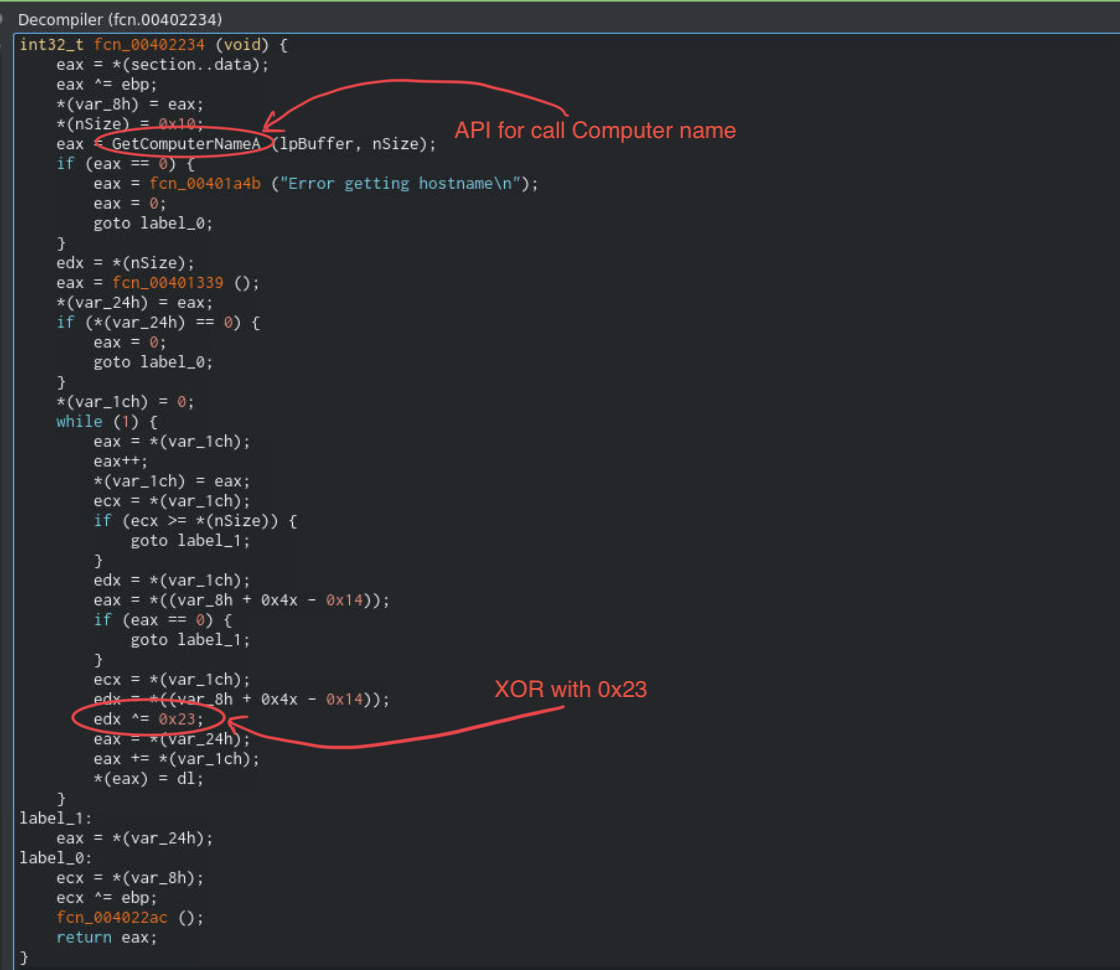 Decompiler (fcn.00402234)
int32_t fcn_00402234 (void) {
eax = *(section..data);
eax ^= ebp;
*(var_8h) = eax;
*(nSize) = 0x10;
API for call Computer name
eax = GetComputerNameA (lpBuffer, nSize);
if (eax == 0) {
eax = fcn_00401a4b ("Error getting hostname\n");
eax = 0;
goto label_0;
}
edx = *(nSize);
eax = fcn_00401339 ();
*(var_24h) = eax;
if (*(var_24h) == 0) {
eax = 0;
goto label_0;
}
*(var_1ch) = 0;
while (1) {
eax = *(var_1ch);
eax++;
*(var_1ch) = eax;
ecx = *(var_1ch);
if (ecx >= *(nSize)) {
goto label_1;
}
edx = *(var_1ch);
eax = *((var_8h + 0x4x - 0x14));
if (eax == 0) {
goto label_1;
}
ecx = *(var_1ch);
XOR with 0x23
edx = *((var_8h + 0x4x - 0x14));
edx ^= 0x23;
eax = *(var_24h);
eax += *(var_1ch);
*(eax) = dl;
}
label_1:
eax = *(var_24h);
label_0:
ecx = *(var_8h);
ecx ^= ebp;
fcn_004022ac ();
return eax;
}